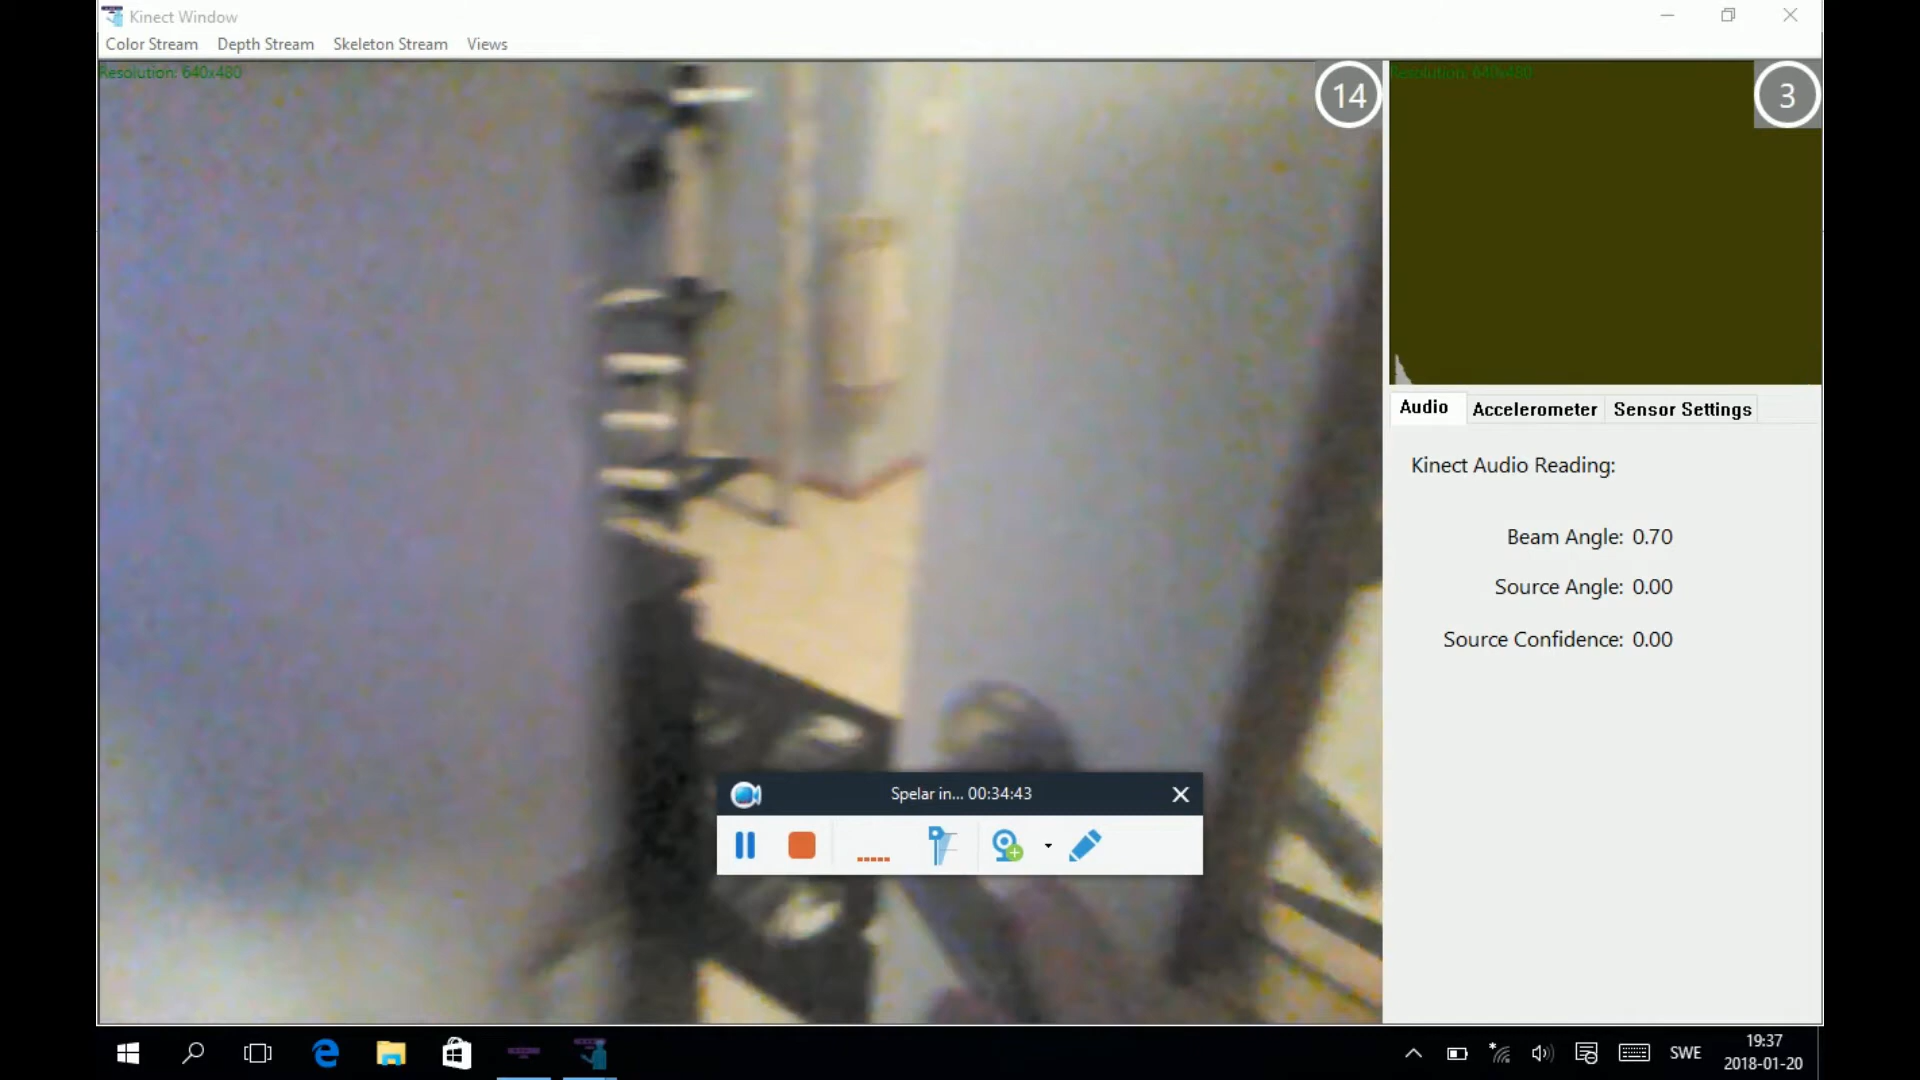 Kinect Window
Color Stream Depth Stream Skeleton Stream Views
Resolution: 640x480
14
Resolution: 640x480
3
Audio Accelerometer Sensor Settings
Kinect Audio Reading:
Beam Angle: 0.70
Source Angle: 0.00
Source Confidence: 0.00
Spelar in... 00:34:43
SWE
19:37
2018-01-20